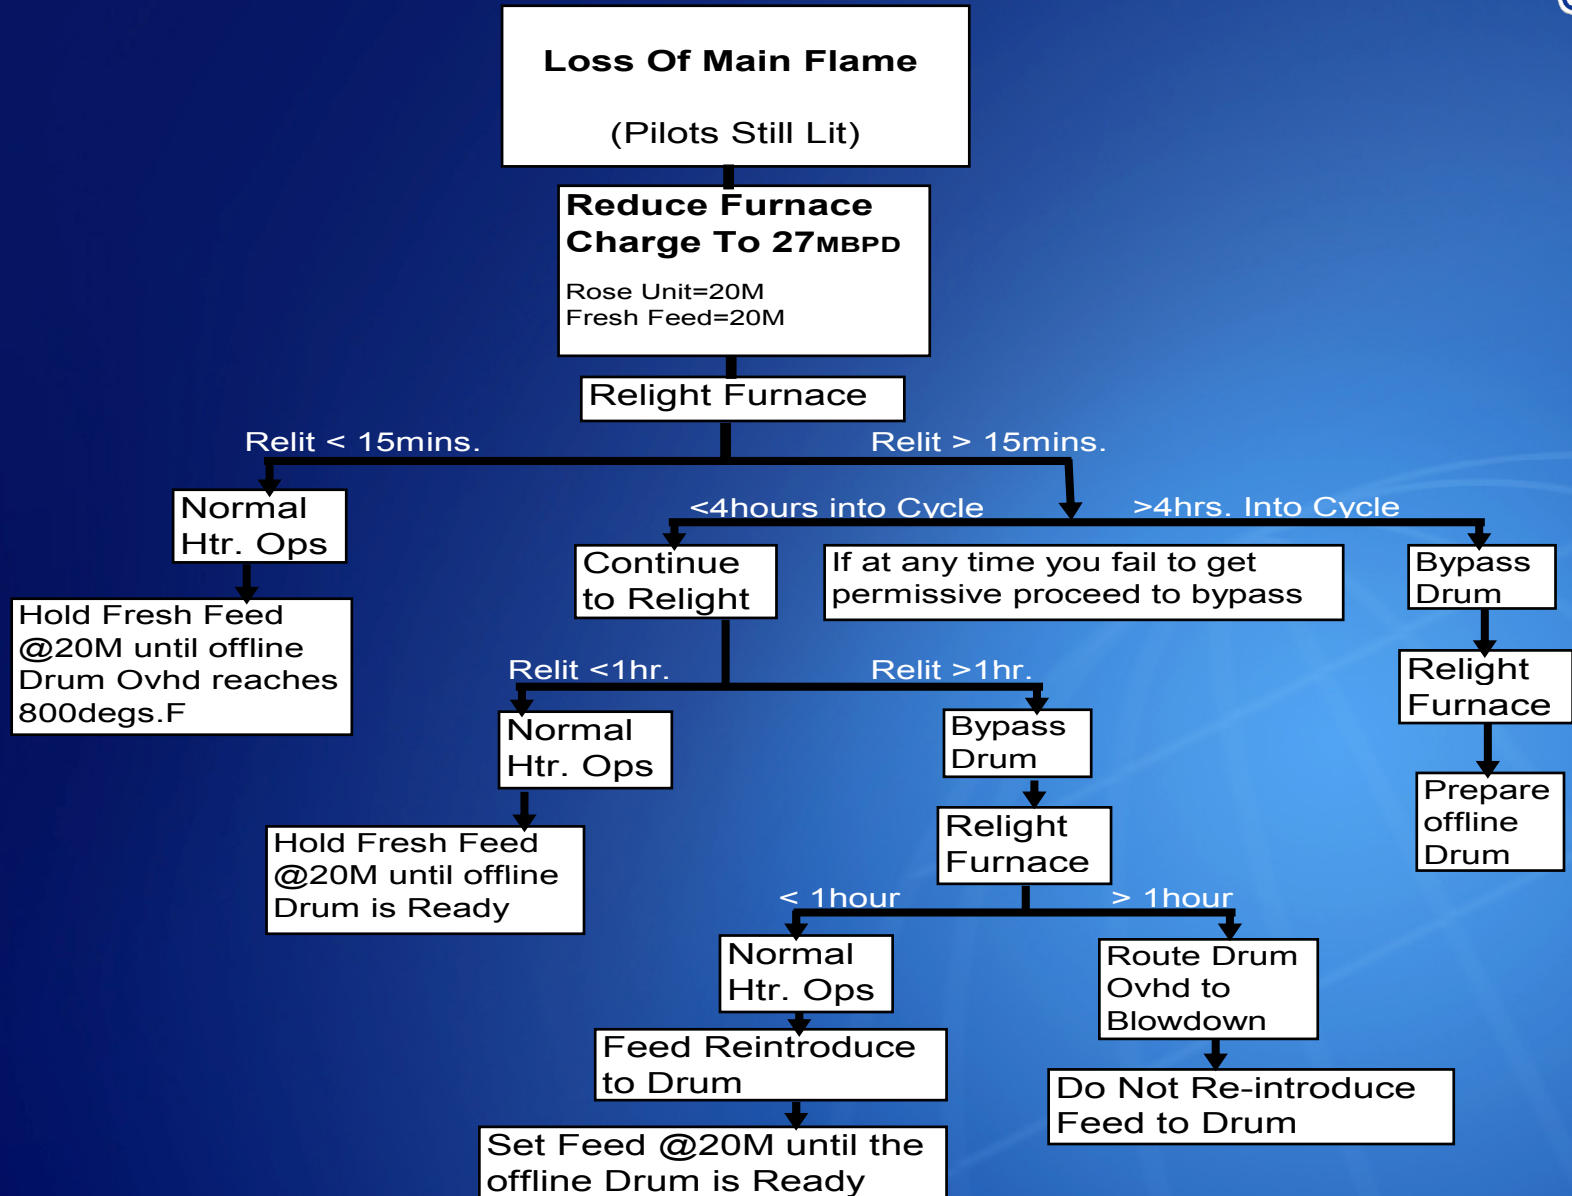 Loss Of Main Flame
(Pilots Still Lit)
Reduce Furnace
Charge To 27MBPD
Rose Unit=20M
Fresh Feed=20M
Relight Furnace
Relit < 15mins.
Relit > 15mins.
Normal
Htr. Ops
<4hours into Cycle
>4hrs. Into Cycle
Continue
to Relight
If at any time you fail to get
permissive proceed to bypass
Bypass
Drum
Hold Fresh Feed
@20M until offline
Drum Ovhd reaches
800degs.F
Relit <1hr.
Relit >1hr.
Relight
Furnace
Normal
Htr. Ops
Bypass
Drum
Prepare
offline
Drum
Hold Fresh Feed
@20M until offline
Drum is Ready
Relight
Furnace
< 1hour
> 1hour
Normal
Htr. Ops
Route Drum
Ovhd to
Blowdown
Feed Reintroduce
to Drum
Do Not Re-introduce
Feed to Drum
Set Feed @20M until the
offline Drum is Ready